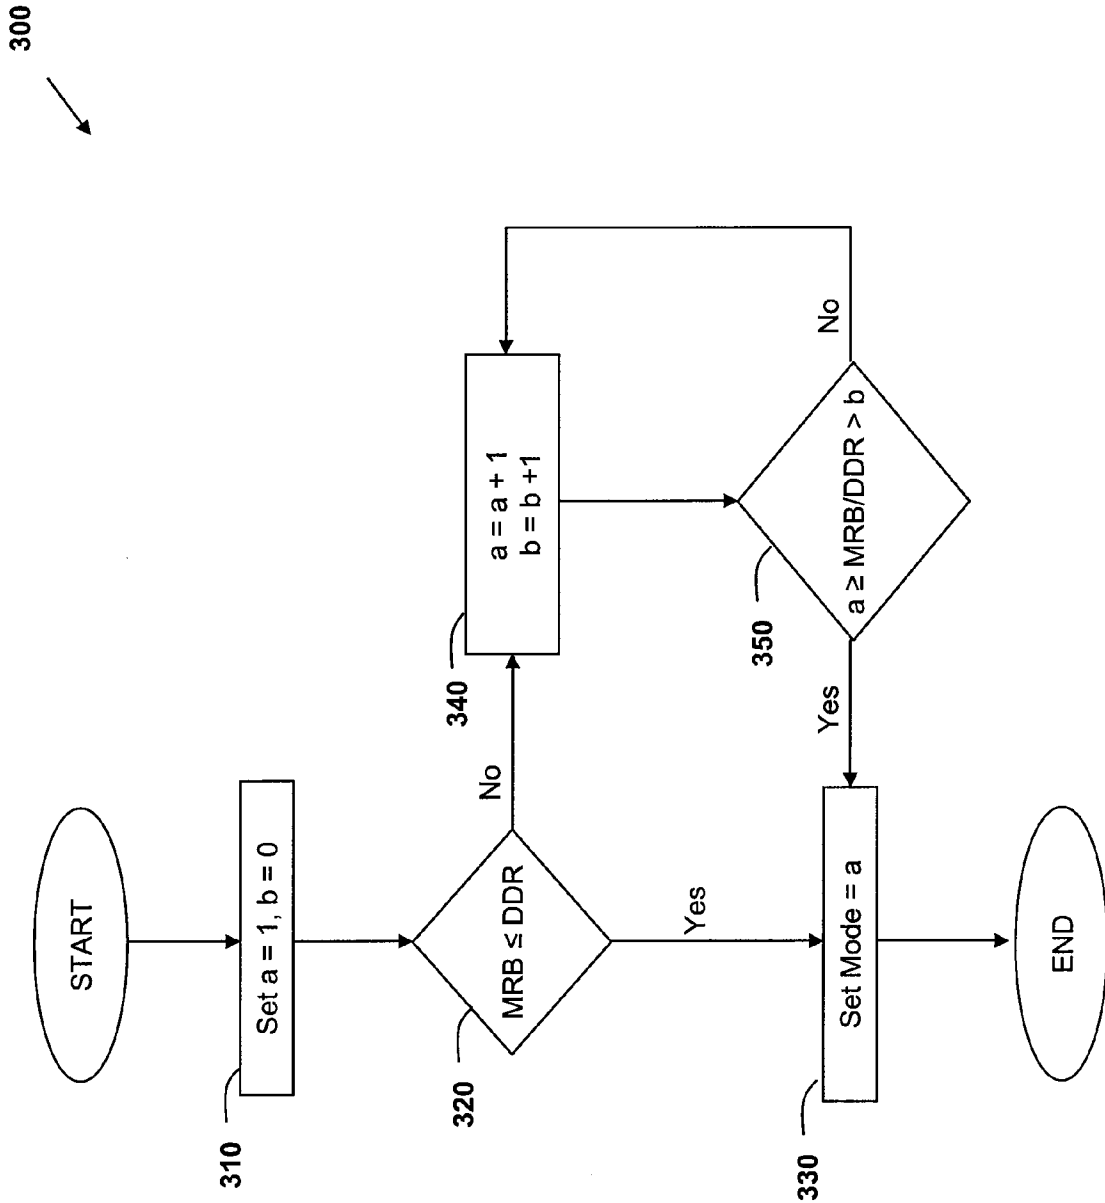 300
START
310
Set a = 1, b = 0
320
MRB ≤ DDR
No
Yes
340
a = a + 1
b = b +1
350
a ≥ MRB/DDR > b
No
Yes
330
Set Mode = a
END